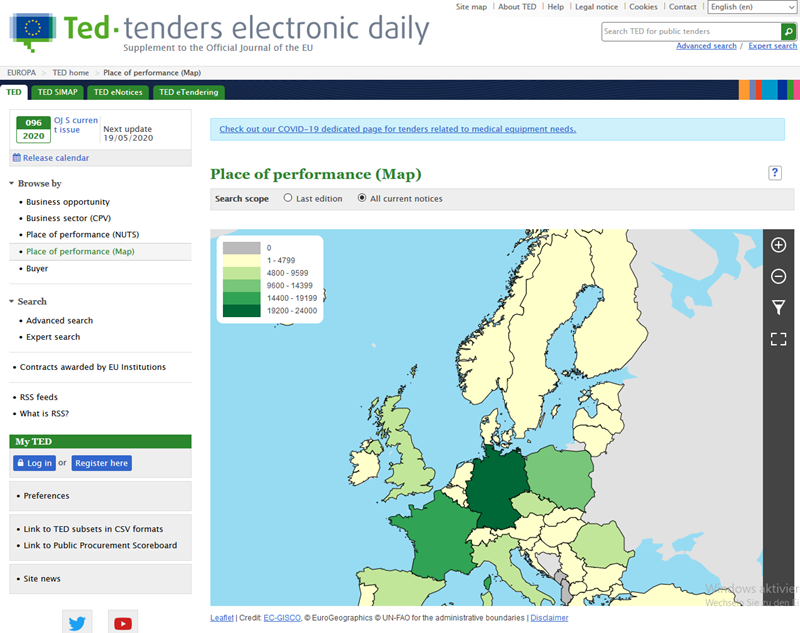 Site map | About TED | Help | Legal notice | Cookies | Contact | English (en)
Ted tenders electronic daily
Supplement to the Official Journal of the EU
Search TED for public tenders
Advanced search / Expert search
EUROPA > TED home > Place of performance (Map)
TED
TED SIMAP
TED eNotices
TED eTendering
096
2020
OJ S curren
t issue
Next update
19/05/2020
Release calendar
Check out our COVID-19 dedicated page for tenders related to medical equipment needs.
Browse by
• Business opportunity
• Business sector (CPV)
• Place of performance (NUTS)
• Place of performance (Map)
• Buyer
Search
• Advanced search
• Expert search
• Contracts awarded by EU Institutions
• RSS feeds
• What is RSS?
My TED
Log in or Register here
• Preferences
• Link to TED subsets in CSV formats
• Link to Public Procurement Scoreboard
• Site news
Place of performance (Map)
?
Search scope Last edition All current notices
0
1 - 4799
4800 - 9599
9600 - 14399
14400 - 19199
19200 - 24000
Windows aktivier
Wechseln Sie zu den
Leaflet | Credit: EC-GISCO, © EuroGeographics © UN-FAO for the administrative boundaries | Disclaimer